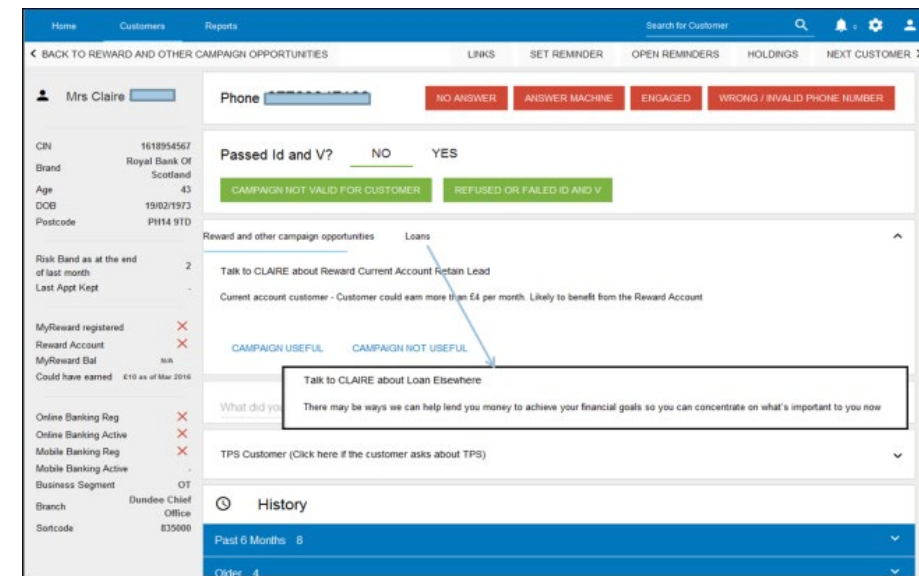 Home Customers Reports Search for Customer
BACK TO REWARD AND OTHER CAMPAIGN OPPORTUNITIES LINKS SET REMINDER OPEN REMINDERS HOLDINGS NEXT CUSTOMER
Mrs Claire
CIN 1618954567
Brand Royal Bank Of
Scotland
Age 43
DOB 19/02/1973
Postcode PH14 9TD
Risk Band as at the end
of last month 2
Last Appt Kept -
MyReward registered
Reward Account
MyReward Bal N/A
Could have earned £10 as of Mar 2016
Online Banking Reg
Online Banking Active
Mobile Banking Reg
Mobile Banking Active -
Business Segment OT
Branch Dundee Chief
Office
Sortcode 835000
Phone
NO ANSWER ANSWER MACHINE ENGAGED WRONG / INVALID PHONE NUMBER
Passed Id and V? NO YES
CAMPAIGN NOT VALID FOR CUSTOMER REFUSED OR FAILED ID AND V
Reward and other campaign opportunities Loans
Talk to CLAIRE about Reward Current Account Retain Lead
Current account customer - Customer could earn more than £4 per month. Likely to benefit from the Reward Account
CAMPAIGN USEFUL CAMPAIGN NOT USEFUL
Talk to CLAIRE about Loan Elsewhere
There may be ways we can help lend you money to achieve your financial goals so you can concentrate on what's important to you now
What did you
TPS Customer (Click here if the customer asks about TPS)
History
Past 6 Months 8
Older 4